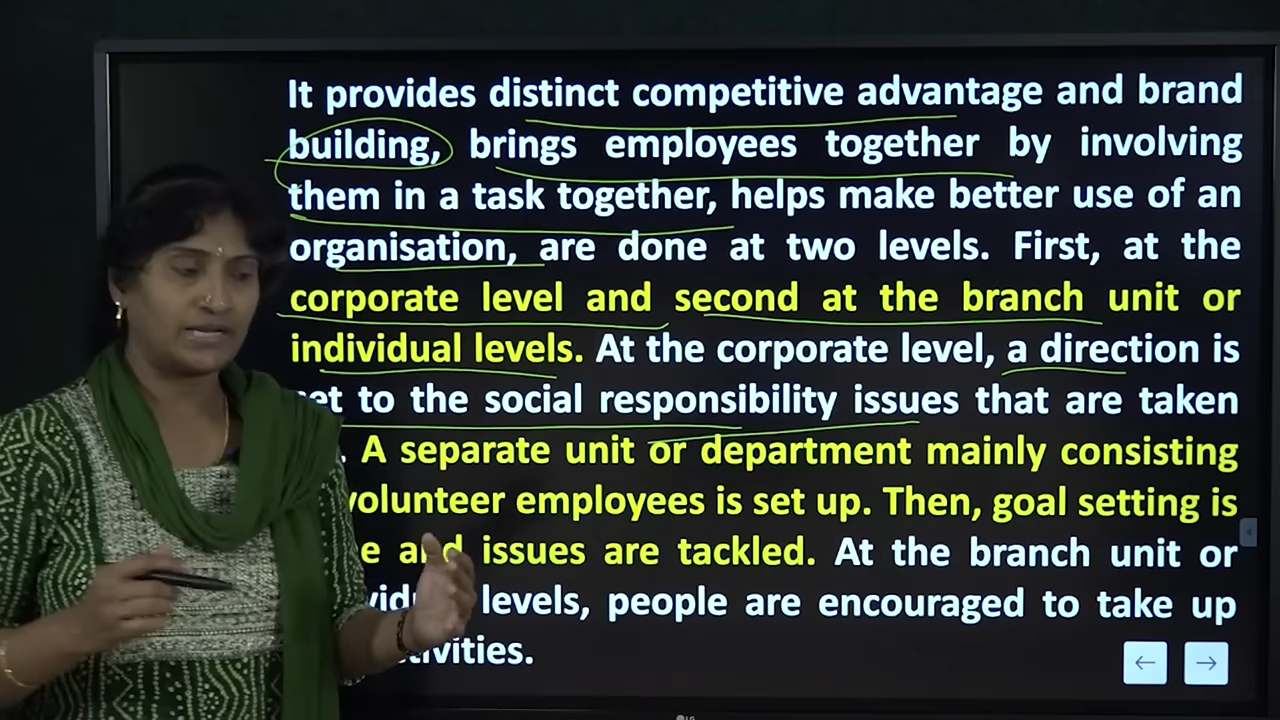 It provides distinct competitive advantage and brand
building, brings employees together by involving
them in a task together, helps make better use of an
organisation, are done at two levels. First, at the
corporate level and second at the branch unit or
individual levels. At the corporate level, a direction is
to the social responsibility issues that are taken
. A separate unit or department mainly consisting
volunteer employees is set up. Then, goal setting is
and issues are tackled. At the branch unit or
levels, people are encouraged to take up
LG